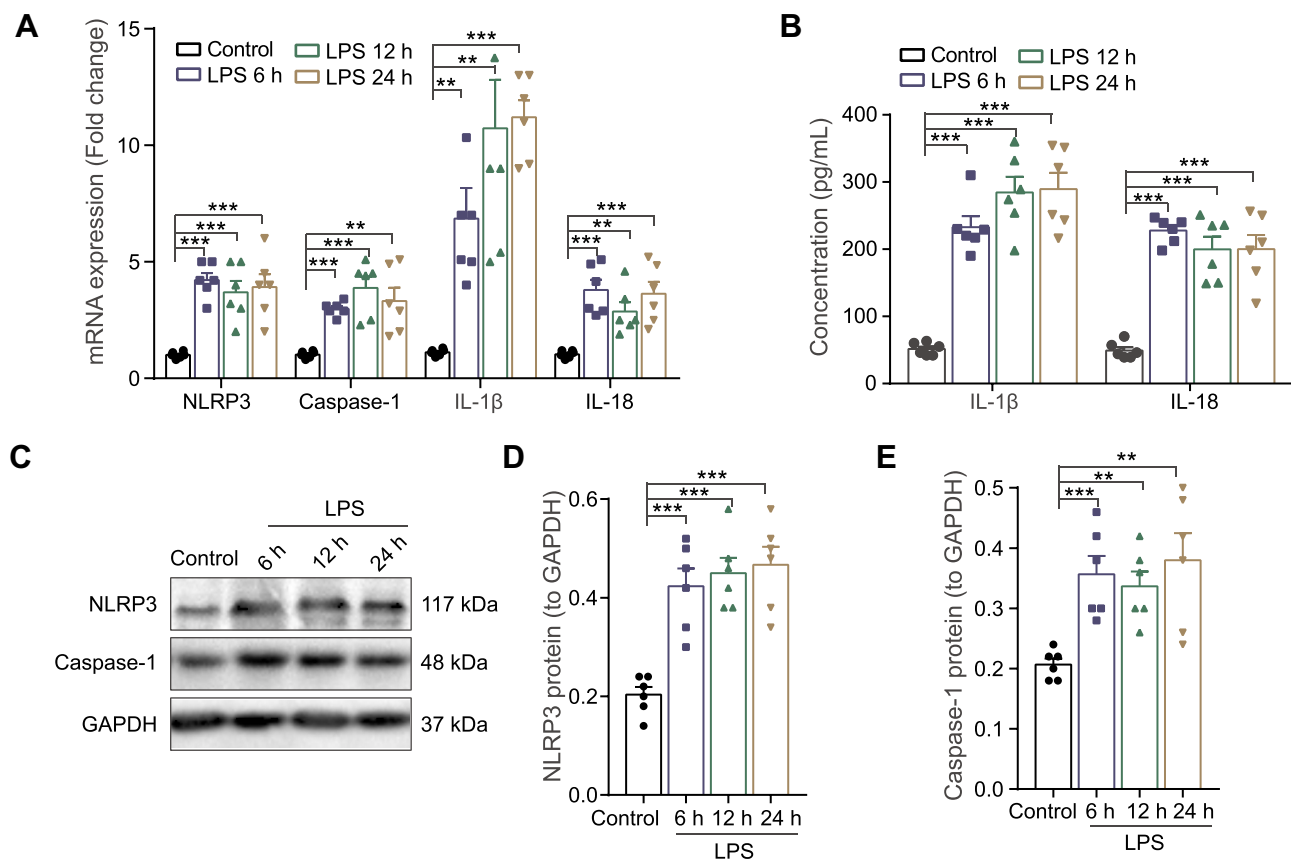 A
mRNA expression (Fold change)
15
10
5
0
Control
LPS 6 h
LPS 12 h
LPS 24 h
*** *** ***
*** *** **
** ** ***
*** ** ***
NLRP3 Caspase-1 IL-1β IL-18
B
Control
LPS 6 h
LPS 12 h
LPS 24 h
Concentration (pg/mL)
400
300
200
100
0
*** *** ***
*** *** ***
IL-1β IL-18
C
LPS
Control 6 h 12 h 24 h
NLRP3 117 kDa
Caspase-1 48 kDa
GAPDH 37 kDa
D
NLRP3 protein (to GAPDH)
0.6
0.4
0.2
0.0
***
***
***
Control 6 h 12 h 24 h
LPS
E
Caspase-1 protein (to GAPDH)
0.5
0.4
0.3
0.2
0.1
0.0
**
**
***
Control 6 h 12 h 24 h
LPS